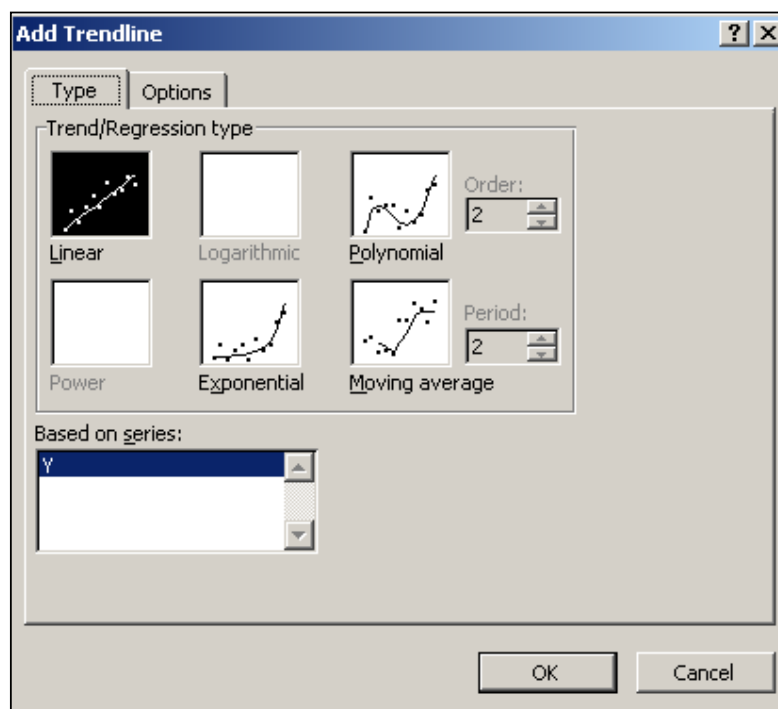 Add Trendline
Type Options
Trend/Regression type
Linear
Logarithmic
Polynomial
Order:
2
Power
Exponential
Moving average
Period:
2
Based on series:
Y
OK Cancel